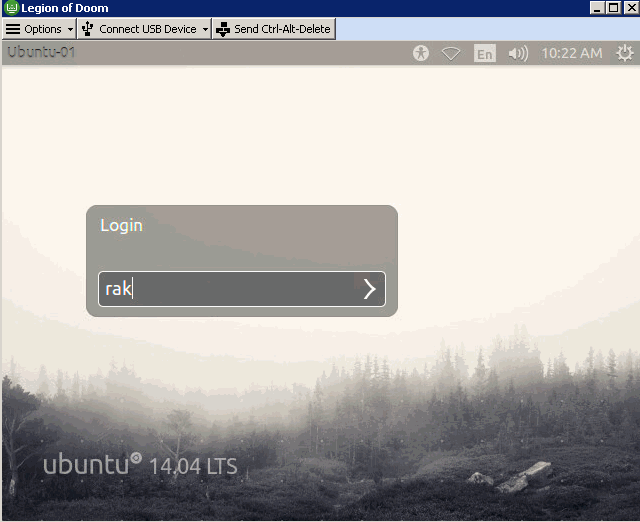 Legion of Doom
Options Connect USB Device Send Ctrl-Alt-Delete
Ubuntu-01 En 10:22 AM
Login
rak
ubuntu 14.04 LTS